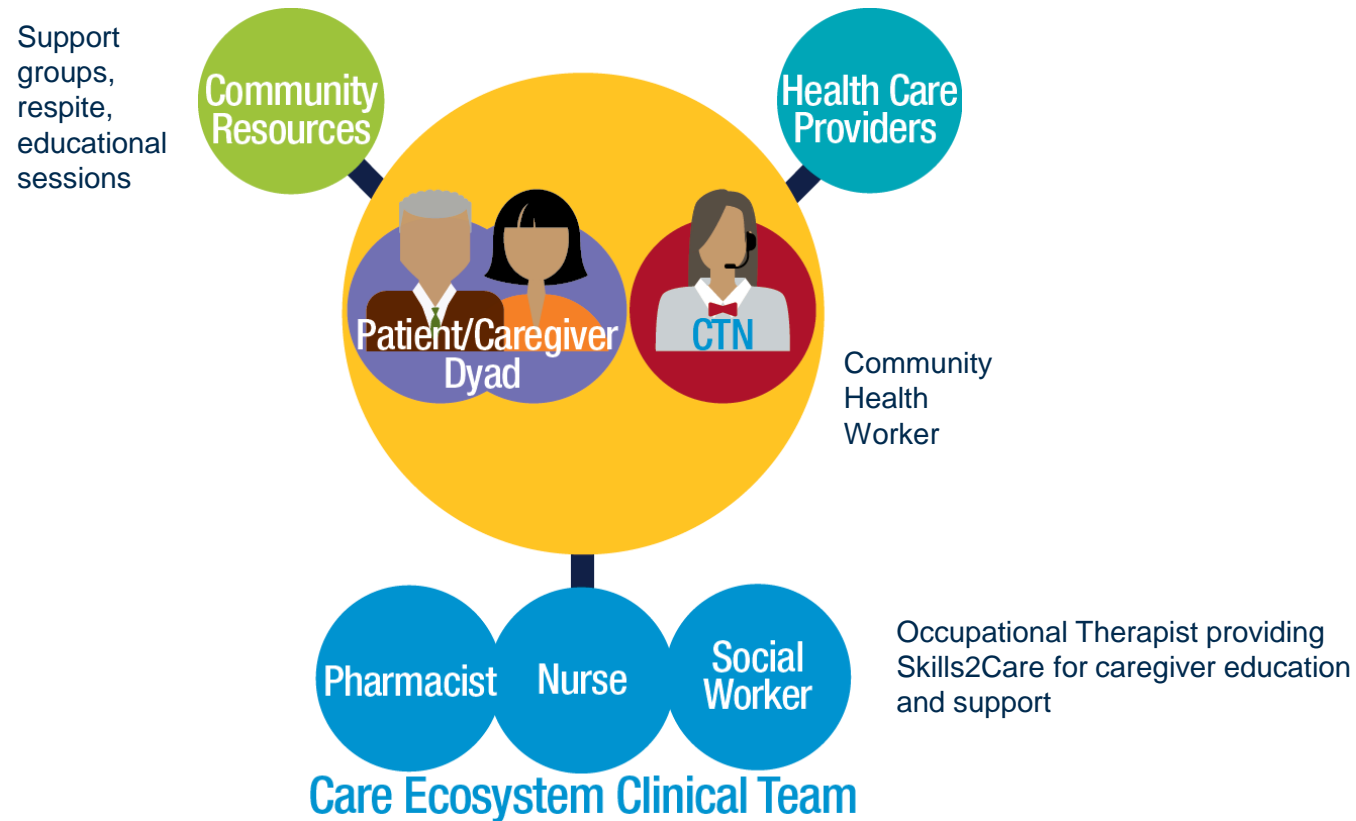 Support
groups,
respite,
educational
sessions
Community
Resources
Health Care
Providers
Patient/Caregiver
Dyad
CTN
Community
Health
Worker
Pharmacist
Nurse
Social
Worker
Occupational Therapist providing
Skills2Care for caregiver education
and support
Care Ecosystem Clinical Team